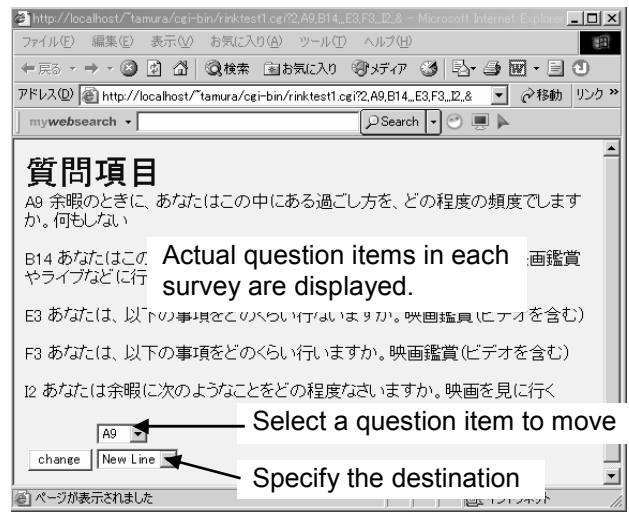 http://localhost/~tamura/cgi-bin/rinktest1.cgi?2,A9,B14,,E3,F3,,I2,,& - Microsoft Internet Explorer
ファイル(F) 編集(E) 表示(V) お気に入り(A) ツール(T) ヘルプ(H)
戻る 検索 お気に入り メディア
アドレス(D) http://localhost/~tamura/cgi-bin/rinktest1.cgi?2,A9,B14,,E3,F3,,I2,,& 移動 リンク »
mywebsearch Search
質問項目
A9 余暇のときに、あなたはこの中にある過ごし方を、どの程度の頻度でします
か。何もしない
B14 あなたはこの 映画鑑賞
やライブなどに行
Actual question items in each
survey are displayed.
E3 あなたは、以下の事項をどのくらい行ないますか。映画鑑賞(ビデオを含む)
F3 あなたは、以下の事項をどのくらい行いますか。映画鑑賞(ビデオを含む)
I2 あなたは余暇に次のようなことをどの程度なさいますか。映画を見に行く
A9 Select a question item to move
change New Line
Specify the destination
ページが表示されました イントラネット